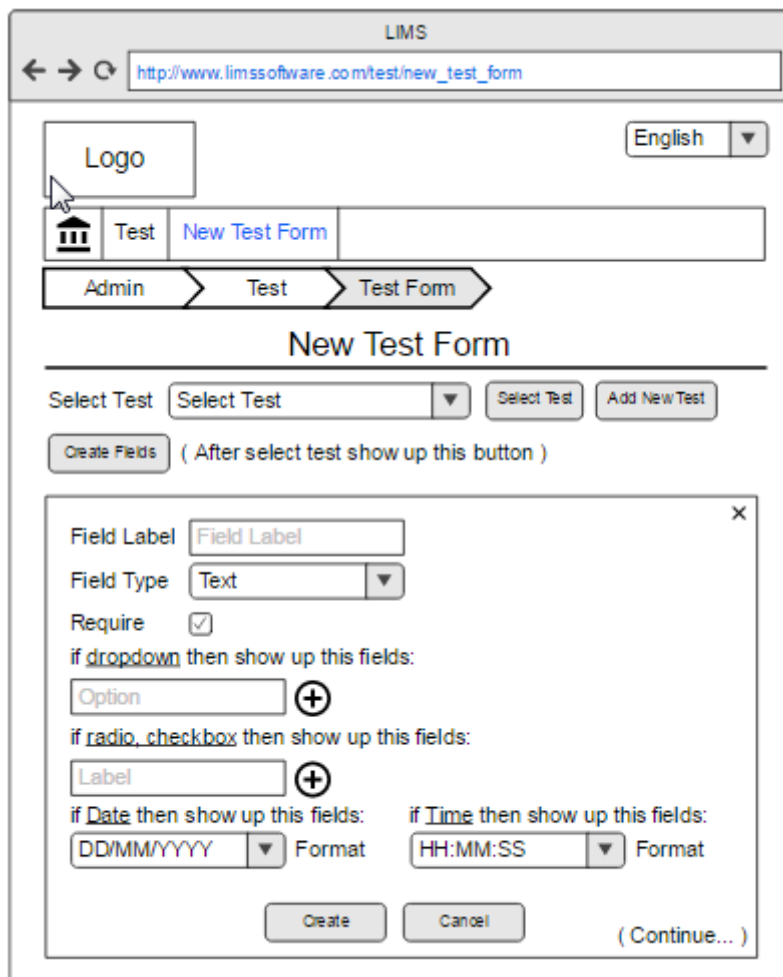 LIMS
http://www.limssoftware.com/test/new_test_form
Logo
English
Test New Test Form
Admin Test Test Form
New Test Form
Select Test Select Test Select Test Add New Test
Create Fields ( After select test show up this button )
Field Label Field Label
Field Type Text
Require
if dropdown then show up this fields:
Option
if radio, checkbox then show up this fields:
Label
if Date then show up this fields: if Time then show up this fields:
DD/MM/YYYY Format HH:MM:SS Format
Create Cancel
( Continue... )